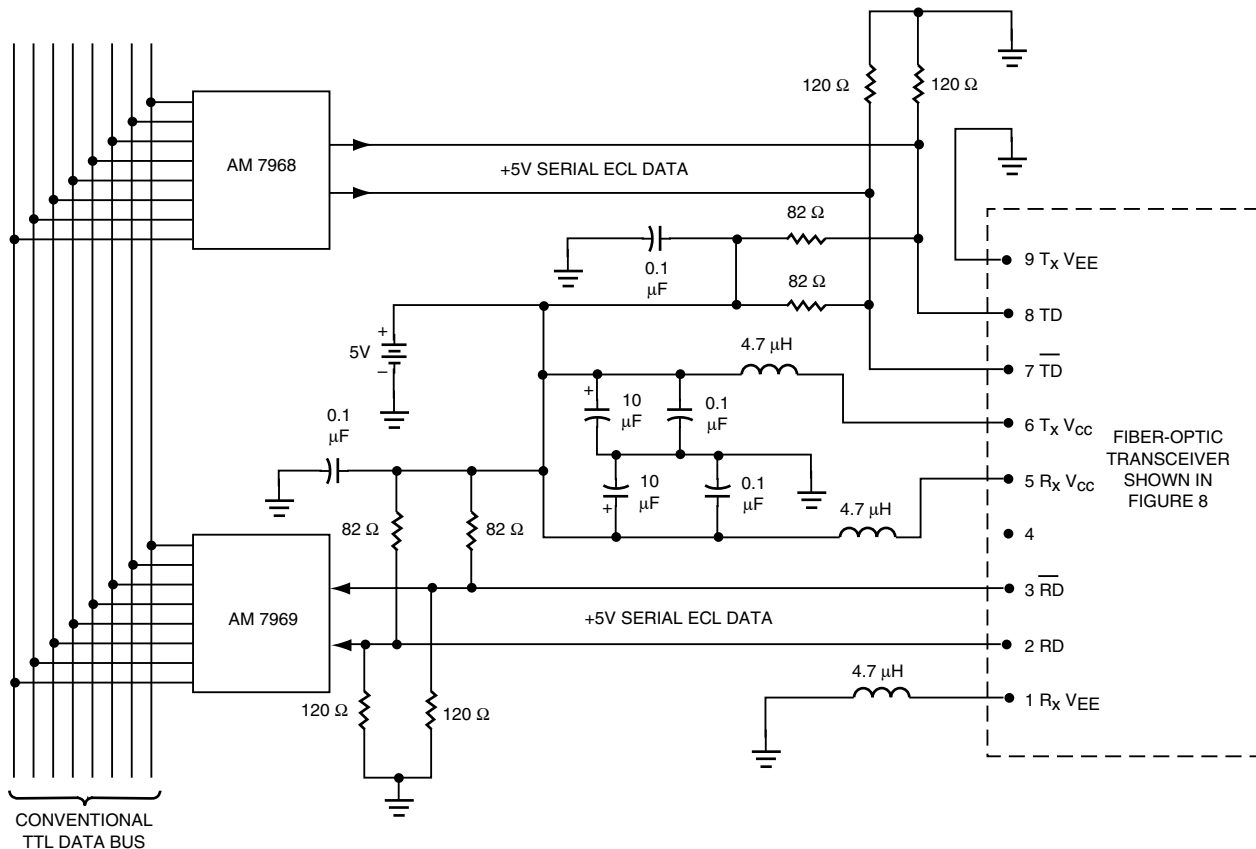 120 Ω
120 Ω
AM 7968
+5V SERIAL ECL DATA
82 Ω
0.1
μF
82 Ω
9 Tx VEE
8 TD
5V
+
–
4.7 μH
7 TD
0.1
μF
+
10
μF
0.1
μF
6 Tx Vcc
FIBER-OPTIC
TRANSCEIVER
SHOWN IN
FIGURE 8
10
μF
+
0.1
μF
5 Rx Vcc
4.7 μH
82 Ω
82 Ω
4
AM 7969
3 RD
+5V SERIAL ECL DATA
2 RD
4.7 μH
120 Ω
120 Ω
1 Rx VEE
CONVENTIONAL
TTL DATA BUS